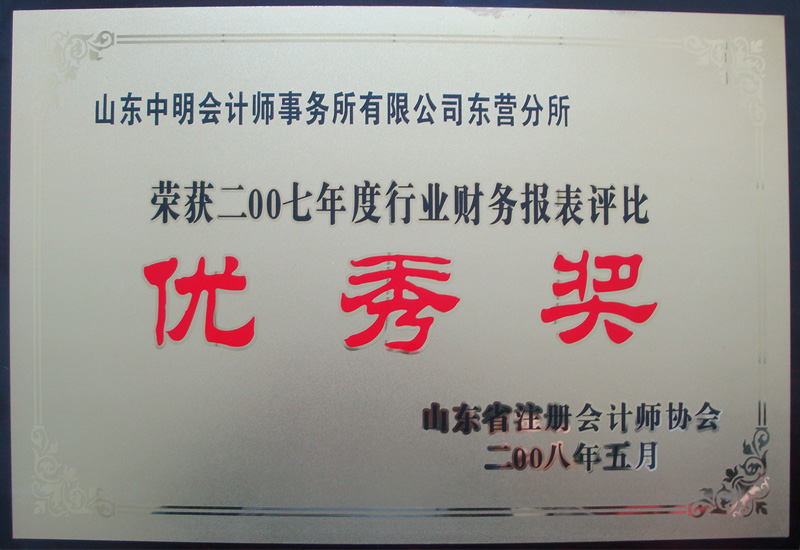 山东中明会计师事务所有限公司东营分所
荣获二00七年度行业财务报表评比
优秀奖
山东省注册会计师协会
二00八年五月